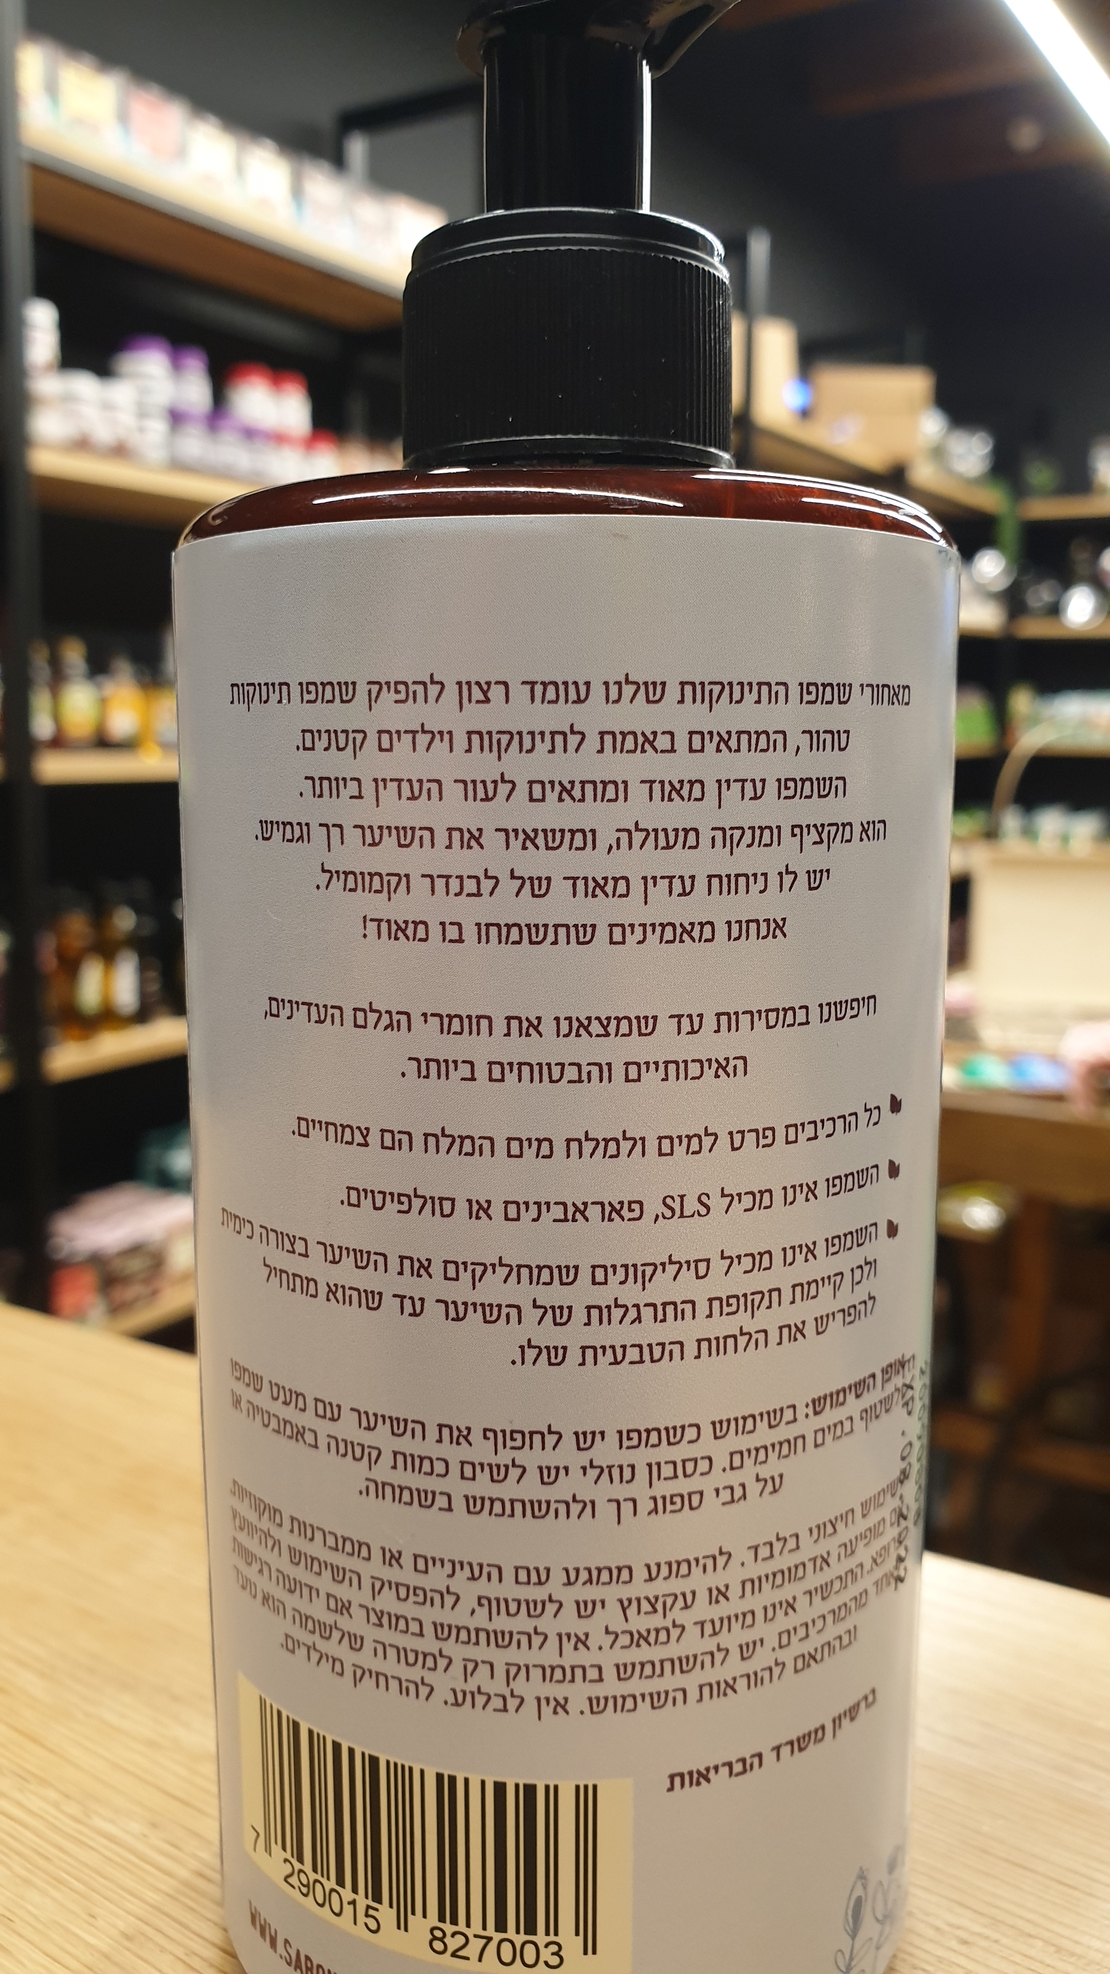 מאחורי שמפו התינוקות שלנו עומד רצון להפיק שמפו תינוקות
טהור, המתאים באמת לתינוקות וילדים קטנים.
השמפו עדין מאוד ומתאים לעור העדין ביותר.
הוא מקציף ומנקה מעולה, ומשאיר את השיער רך וגמיש.
יש לו ניחוח עדין מאוד של לבנדר וקמומיל.
אנחנו מאמינים שתשמחו בו מאוד!
חיפשנו במסירות עד שמצאנו את חומרי הגלם העדינים,
האיכותיים והבטוחים ביותר.
כל הרכיבים פרט למים ולמלח מים המלח הם צמחיים.
השמפו אינו מכיל SLS, פאראבינים או סולפיטים.
השמפו אינו מכיל סיליקונים שמחליקים את השיער בצורה כימית
ולכן קיימת תקופת התרגלות של השיער עד שהוא מתחיל
להפריש את הלחות הטבעית שלו.
אופן השימוש: בשימוש כשמפו יש לחפוף את השיער עם מעט שמפו
ולשטוף במים חמימים. כסבון נוזלי יש לשים כמות קטנה באמבטיה או
על גבי ספוג רך ולהשתמש בשמחה.
לשימוש חיצוני בלבד. להימנע ממגע עם העיניים או ממברנות מוקוזיות.
אם מופיעה אדמומיות או עקצוץ יש לשטוף, להפסיק השימוש ולהיוועץ
ברופא. התכשיר אינו מיועד למאכל. אין להשתמש במוצר אם ידועה רגישות
לאחד מהמרכיבים. יש להשתמש בתמרוק רק למטרה שלשמה הוא נועד
ובהתאם להוראות השימוש. אין לבלוע. להרחיק מילדים.
ברשיון משרד הבריאות
7 290015 827003